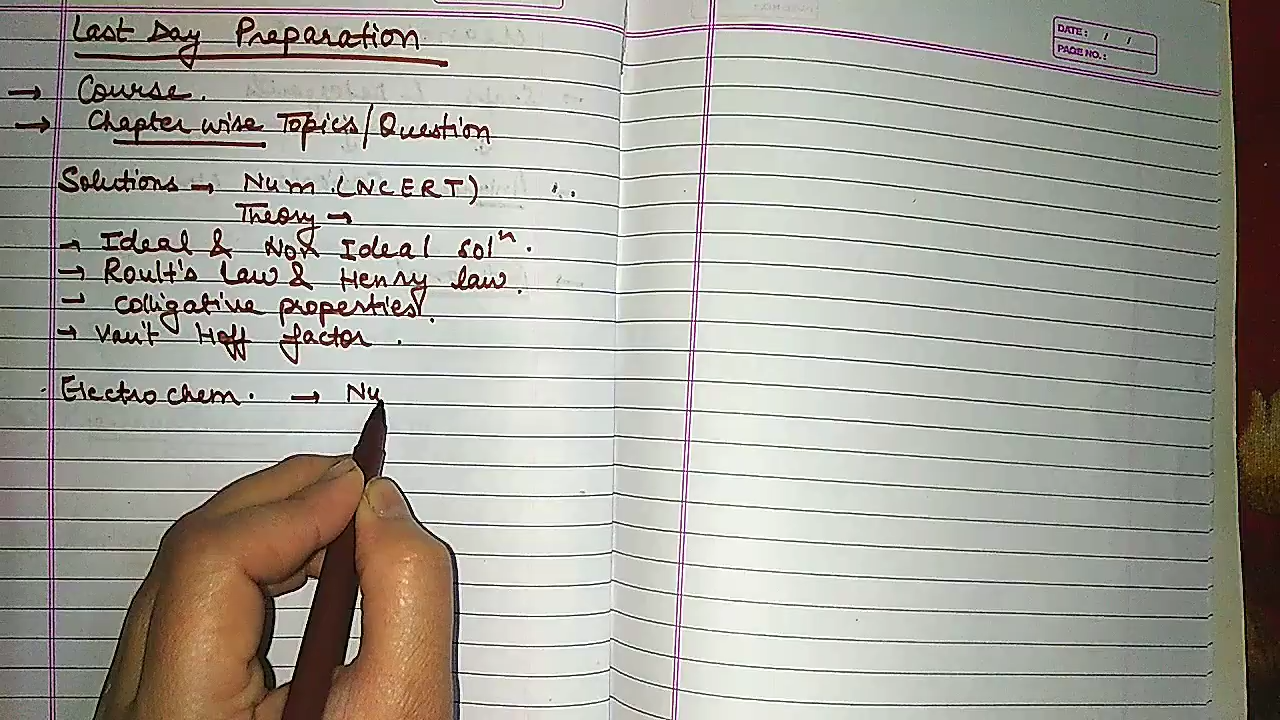 Last Day Preparation
→ Course.
→ Chapter wise Topics/Question
Solutions → Num (NCERT)
Theory →
→ Ideal & Non Ideal solⁿ.
→ Roult's Law & Henry law.
→ Colligative properties.
→ Van't Hoff factor.
Electrochem. → Nu
DATE: / /
PAGE NO.: